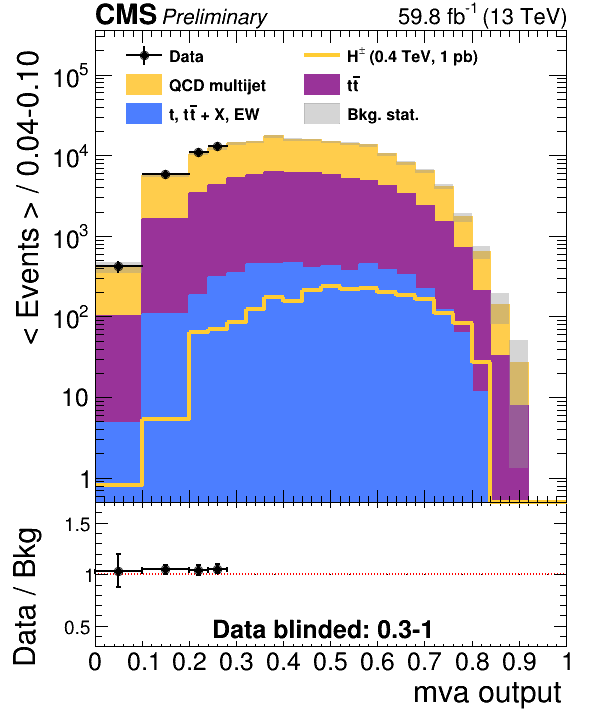 CMS Preliminary 59.8 fb⁻¹ (13 TeV)
Data H± (0.4 TeV, 1 pb)
QCD multijet tt̄
t, tt̄ + X, EW Bkg. stat.
< Events > / 0.04-0.10
10⁵
10⁴
10³
10²
10
1
Data / Bkg
1.5
1
0.5
Data blinded: 0.3-1
0 0.1 0.2 0.3 0.4 0.5 0.6 0.7 0.8 0.9 1
mva output